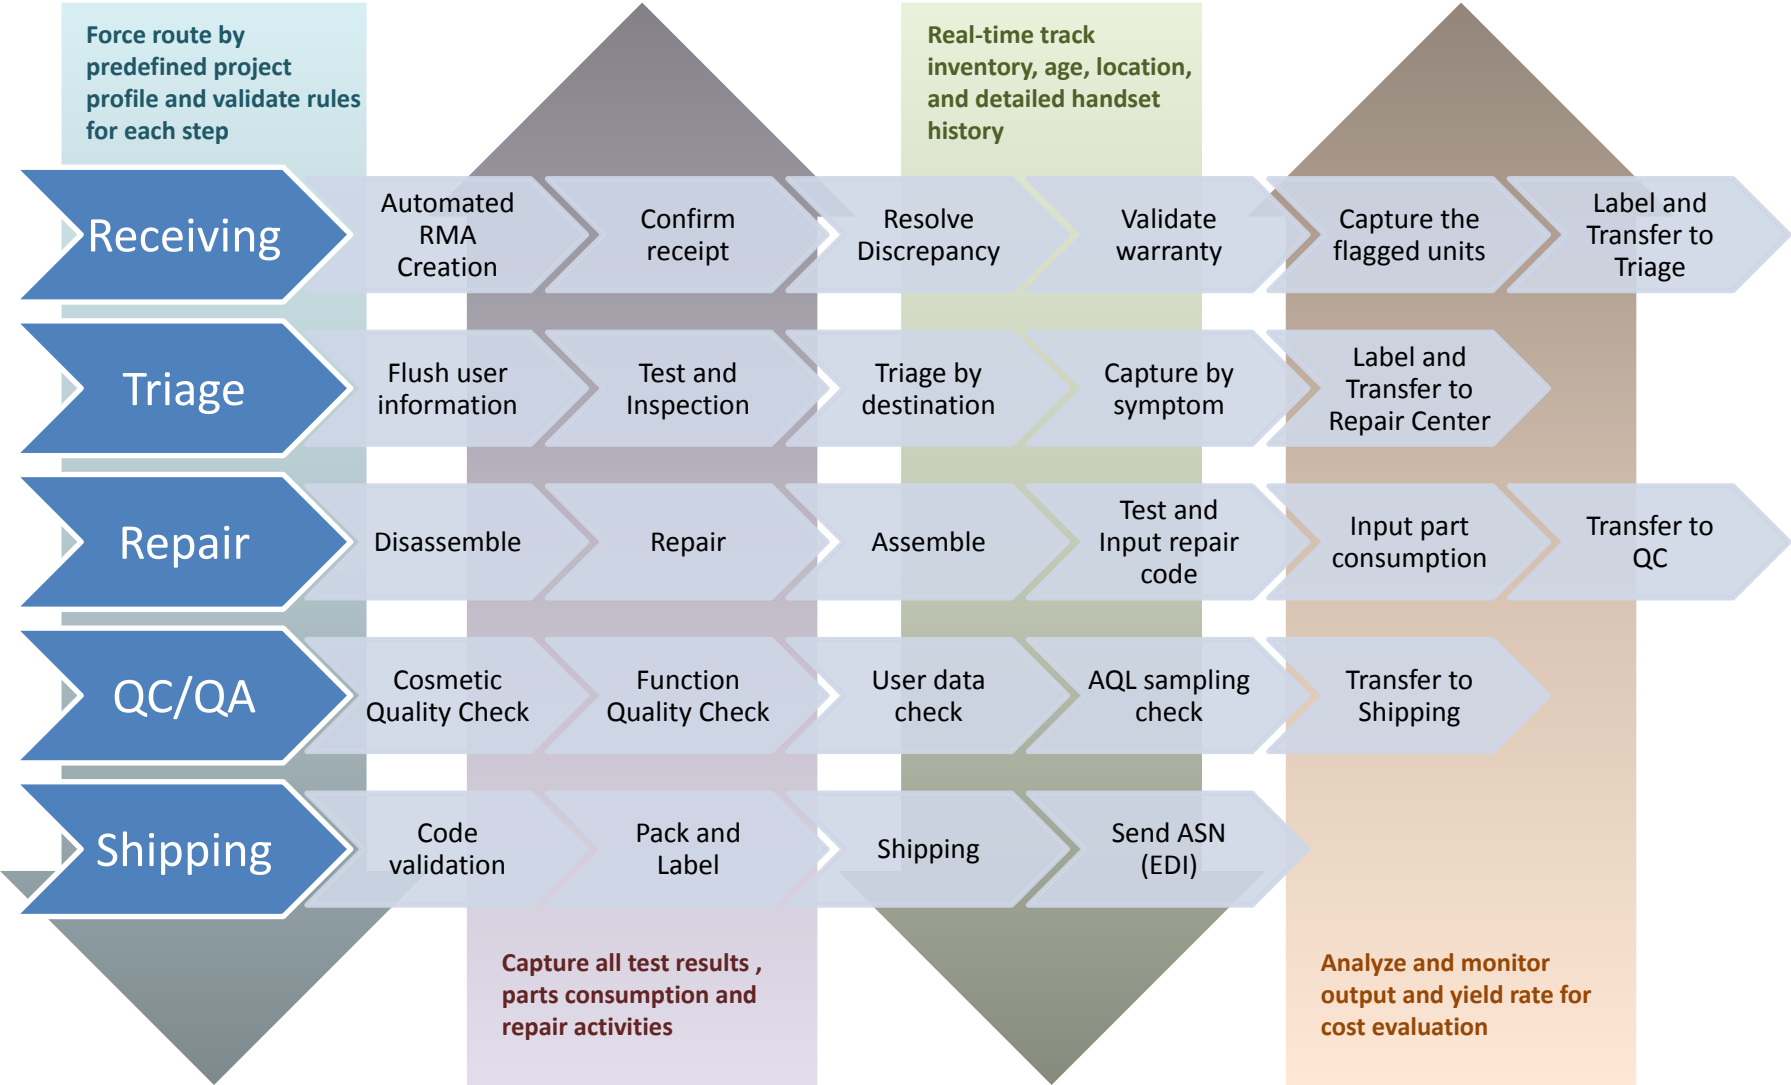 Force route by
predefined project
profile and validate rules
for each step
Real-time track
inventory, age, location,
and detailed handset
history
Receiving
Automated
RMA
Creation
Confirm
receipt
Resolve
Discrepancy
Validate
warranty
Capture the
flagged units
Label and
Transfer to
Triage
Triage
Flush user
information
Test and
Inspection
Triage by
destination
Capture by
symptom
Label and
Transfer to
Repair Center
Repair
Disassemble
Repair
Assemble
Test and
Input repair
code
Input part
consumption
Transfer to
QC
QC/QA
Cosmetic
Quality Check
Function
Quality Check
User data
check
AQL sampling
check
Transfer to
Shipping
Shipping
Code
validation
Pack and
Label
Shipping
Send ASN
(EDI)
Capture all test results ,
parts consumption and
repair activities
Analyze and monitor
output and yield rate for
cost evaluation